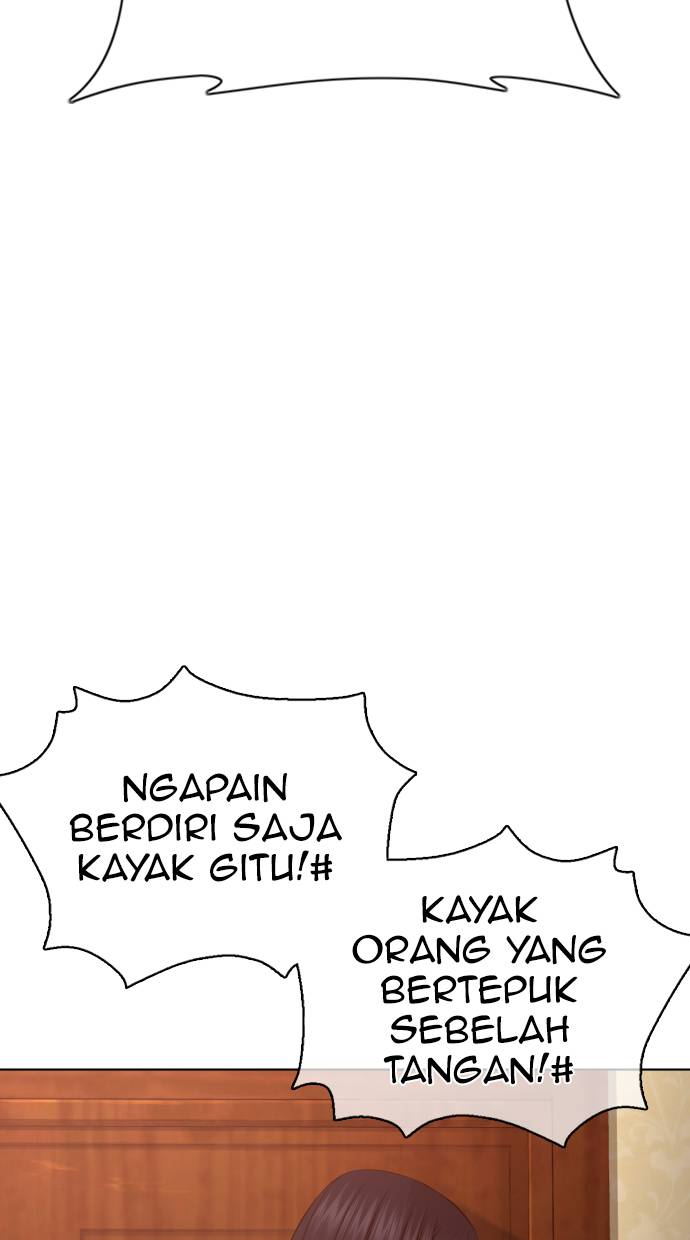 NGAPAIN
BERDIRI SAJA
KAYAK GITU!#
KAYAK
ORANG YANG
BERTEPUK
SEBELAH
TANGAN!#